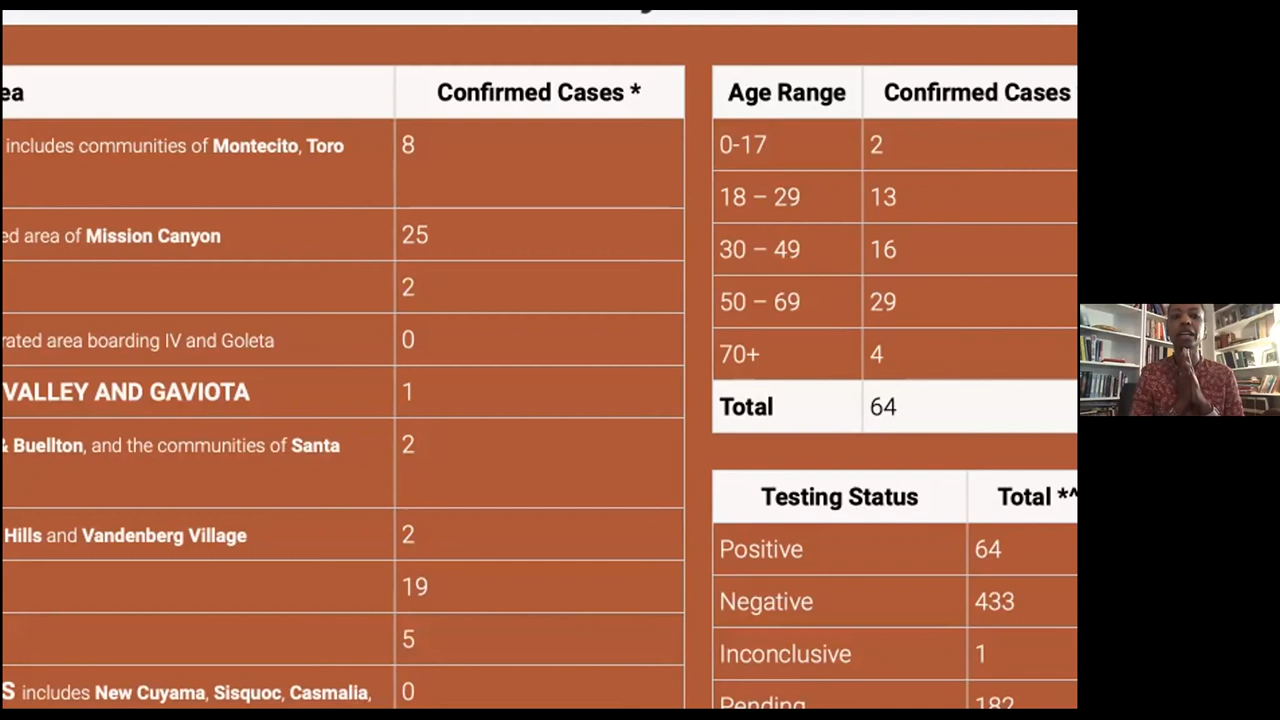 ea Confirmed Cases *
includes communities of Montecito, Toro 8
ed area of Mission Canyon 25
2
rated area boarding IV and Goleta 0
VALLEY AND GAVIOTA 1
& Buellton, and the communities of Santa 2
Hills and Vandenberg Village 2
19
5
S includes New Cuyama, Sisquoc, Casmalia, 0
Age Range Confirmed Cases
0-17 2
18 – 29 13
30 – 49 16
50 – 69 29
70+ 4
Total 64
Testing Status Total *^
Positive 64
Negative 433
Inconclusive 1
Pending 182